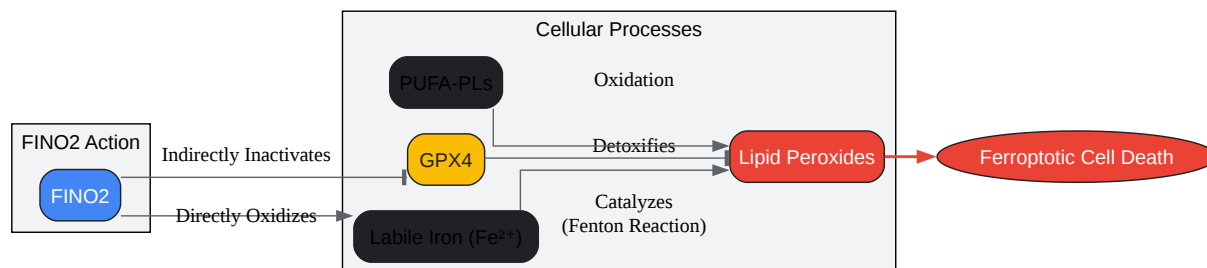 Cellular Processes
PUFA-PLs
Oxidation
FINO2 Action
Indirectly Inactivates
GPX4
Detoxifies
Lipid Peroxides
Ferroptotic Cell Death
FINO2
Directly Oxidizes
Labile Iron (Fe²⁺)
Catalyzes
(Fenton Reaction)